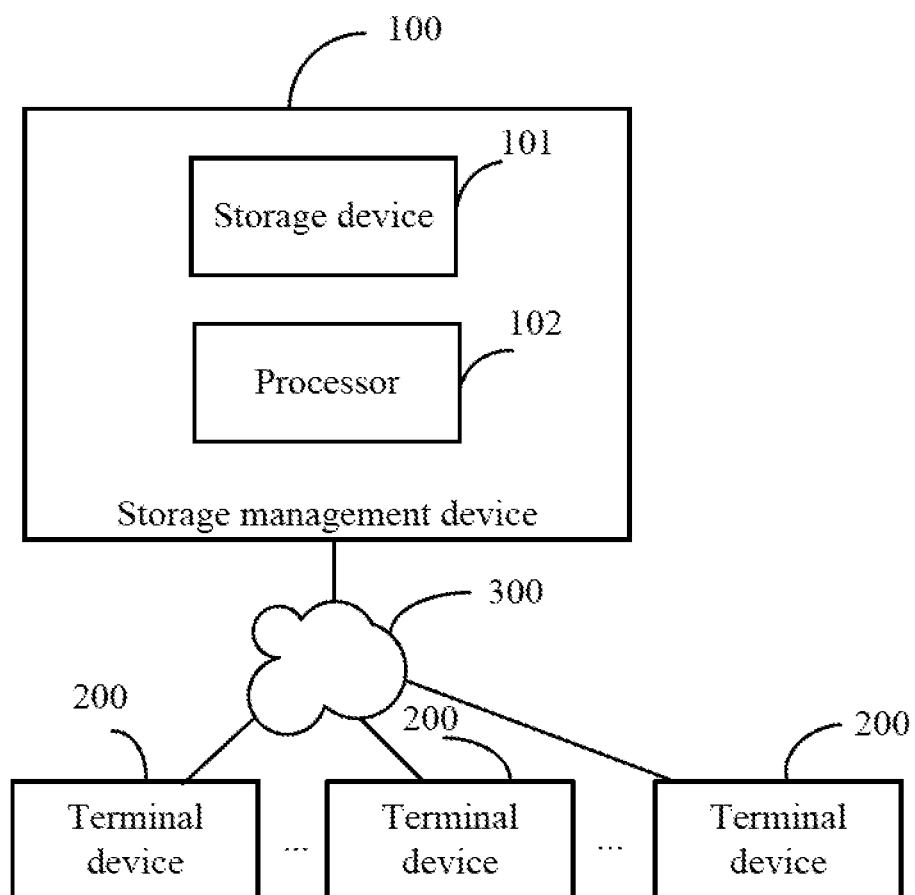 100
101
Storage device
102
Processor
Storage management device
300
200
200
200
Terminal
device
...
Terminal
device
...
Terminal
device